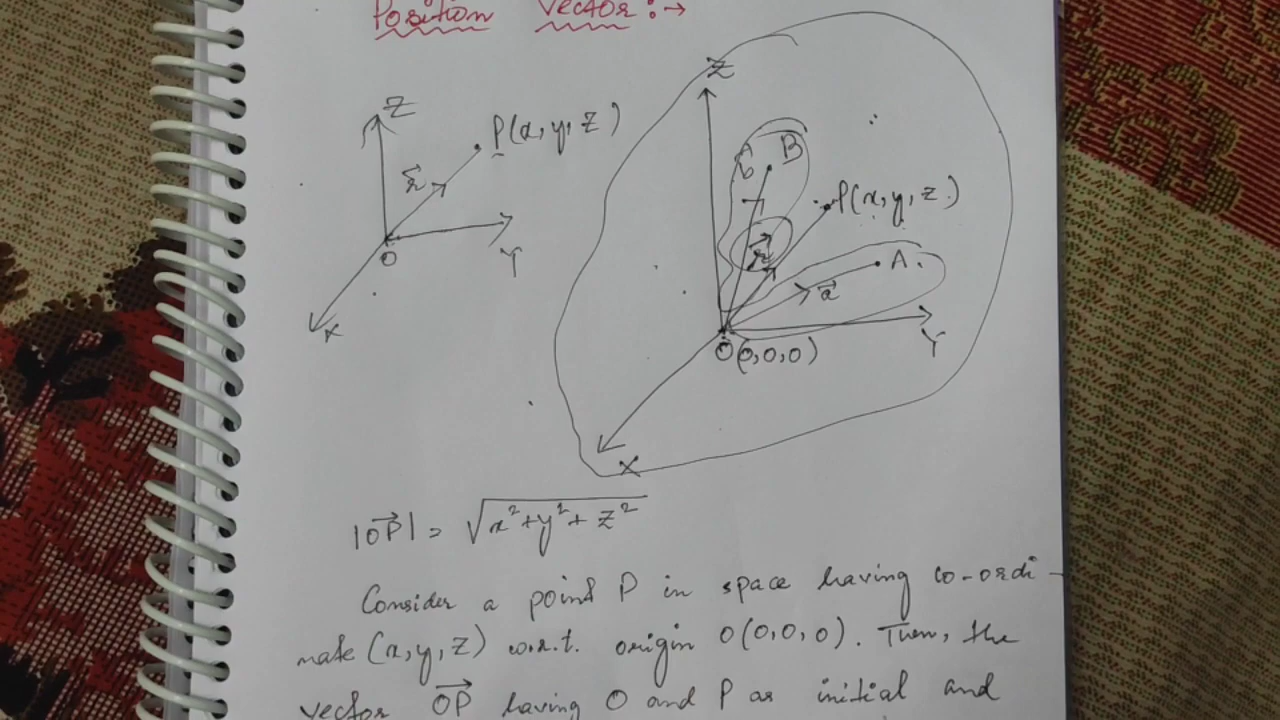 Position Vector :→
Z
P(x, y, z)
r
O
Y
X
Z
B
P(x, y, z)
r
A
a
O(0,0,0)
Y
X
|OP| = √x²+y²+z²
Consider a point P in space having co-ordi-
nate (x, y, z) w.r.t. origin O(0,0,0). Then, the
vector OP having O and P as initial and